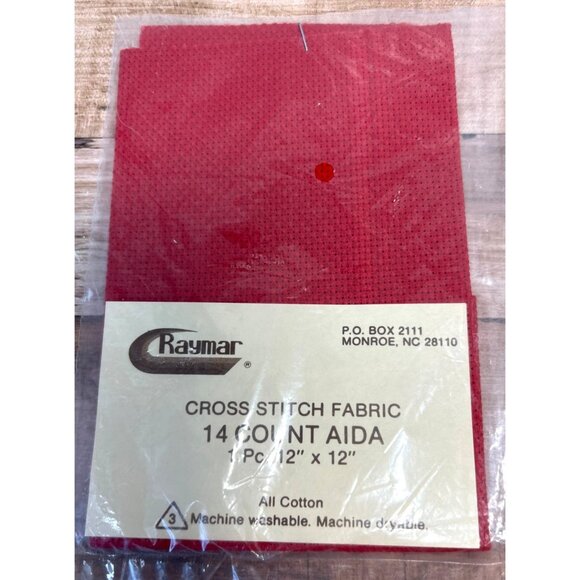 Raymar
®
P.O. BOX 2111
MONROE, NC 28110
CROSS STITCH FABRIC
14 COUNT AIDA
1 Pc. 12" x 12"
All Cotton
3 Machine washable. Machine dryable.